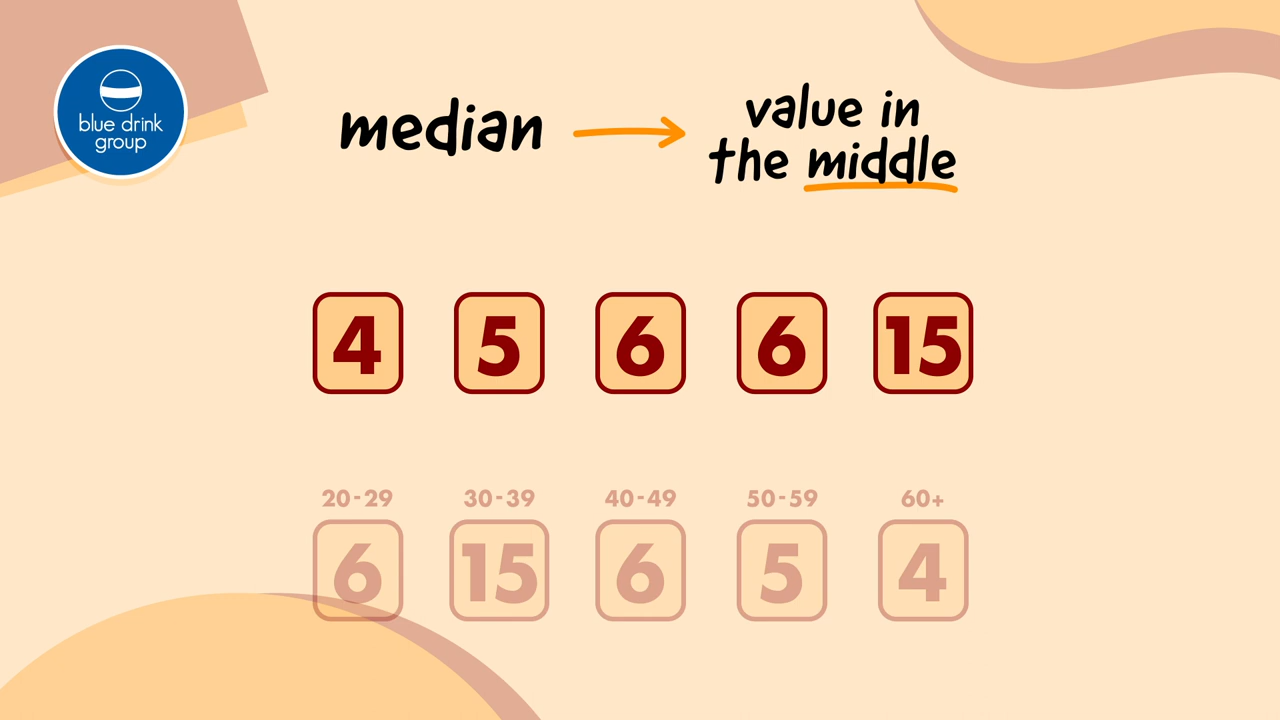 blue drink
group
median
value in
the middle
4 5 6 6 15
20-29 30-39 40-49 50-59 60+
6 15 6 5 4